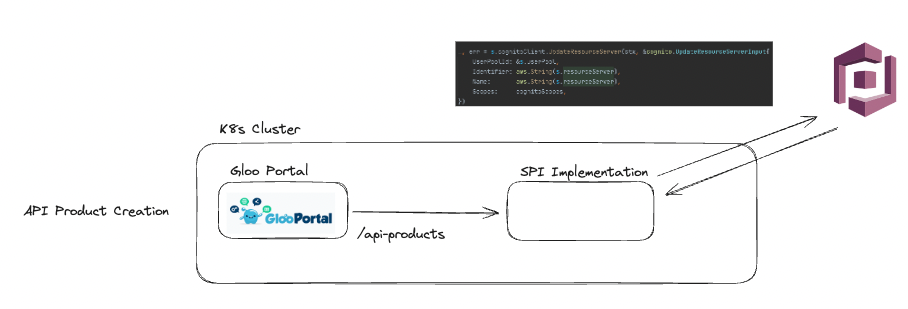 _, err = s.cognitoClient.UpdateResourceServer(ctx, &cognito.UpdateResourceServerInput{
UserPoolId: &s.userPool,
Identifier: aws.String(s.resourceServer),
Name: aws.String(s.resourceServer),
Scopes: cognitoScopes,
})
K8s Cluster
Gloo Portal
SPI Implementation
GlooPortal
API Product Creation
/api-products